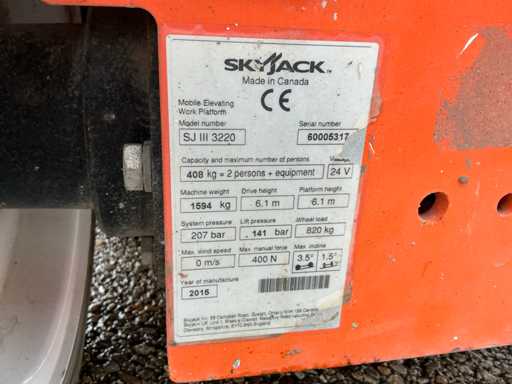 SKYJACK
Made in Canada
CE
Mobile Elevating
Work Platform
Model number Serial number
SJ III 3220 60005317
Capacity and maximum number of persons
408 kg = 2 persons + equipment 24 V
Machine weight Drive height Platform height
1594 kg 6.1 m 6.1 m
System pressure Lift pressure Wheel load
207 bar 141 bar 820 kg
Max. wind speed Max. manual force Max. incline
0 m/s 400 N 3.5° 1.5°
Year of manufacture
2015